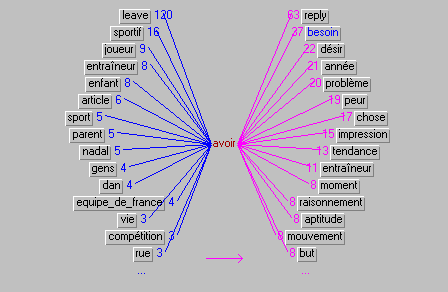 leave 120 63 reply
sportif 16 37 besoin
joueur 9 22 désir
entraîneur 8 21 année
enfant 8 20 problème
article 6 19 peur
sport 5 17 chose
parent 5 15 impression
avoir
nadal 5 13 tendance
gens 4 11 entraîneur
dan 4 8 moment
equipe_de_france 4 8 raisonnement
vie 3 8 aptitude
compétition 3 8 mouvement
rue 3 8 but
... ...